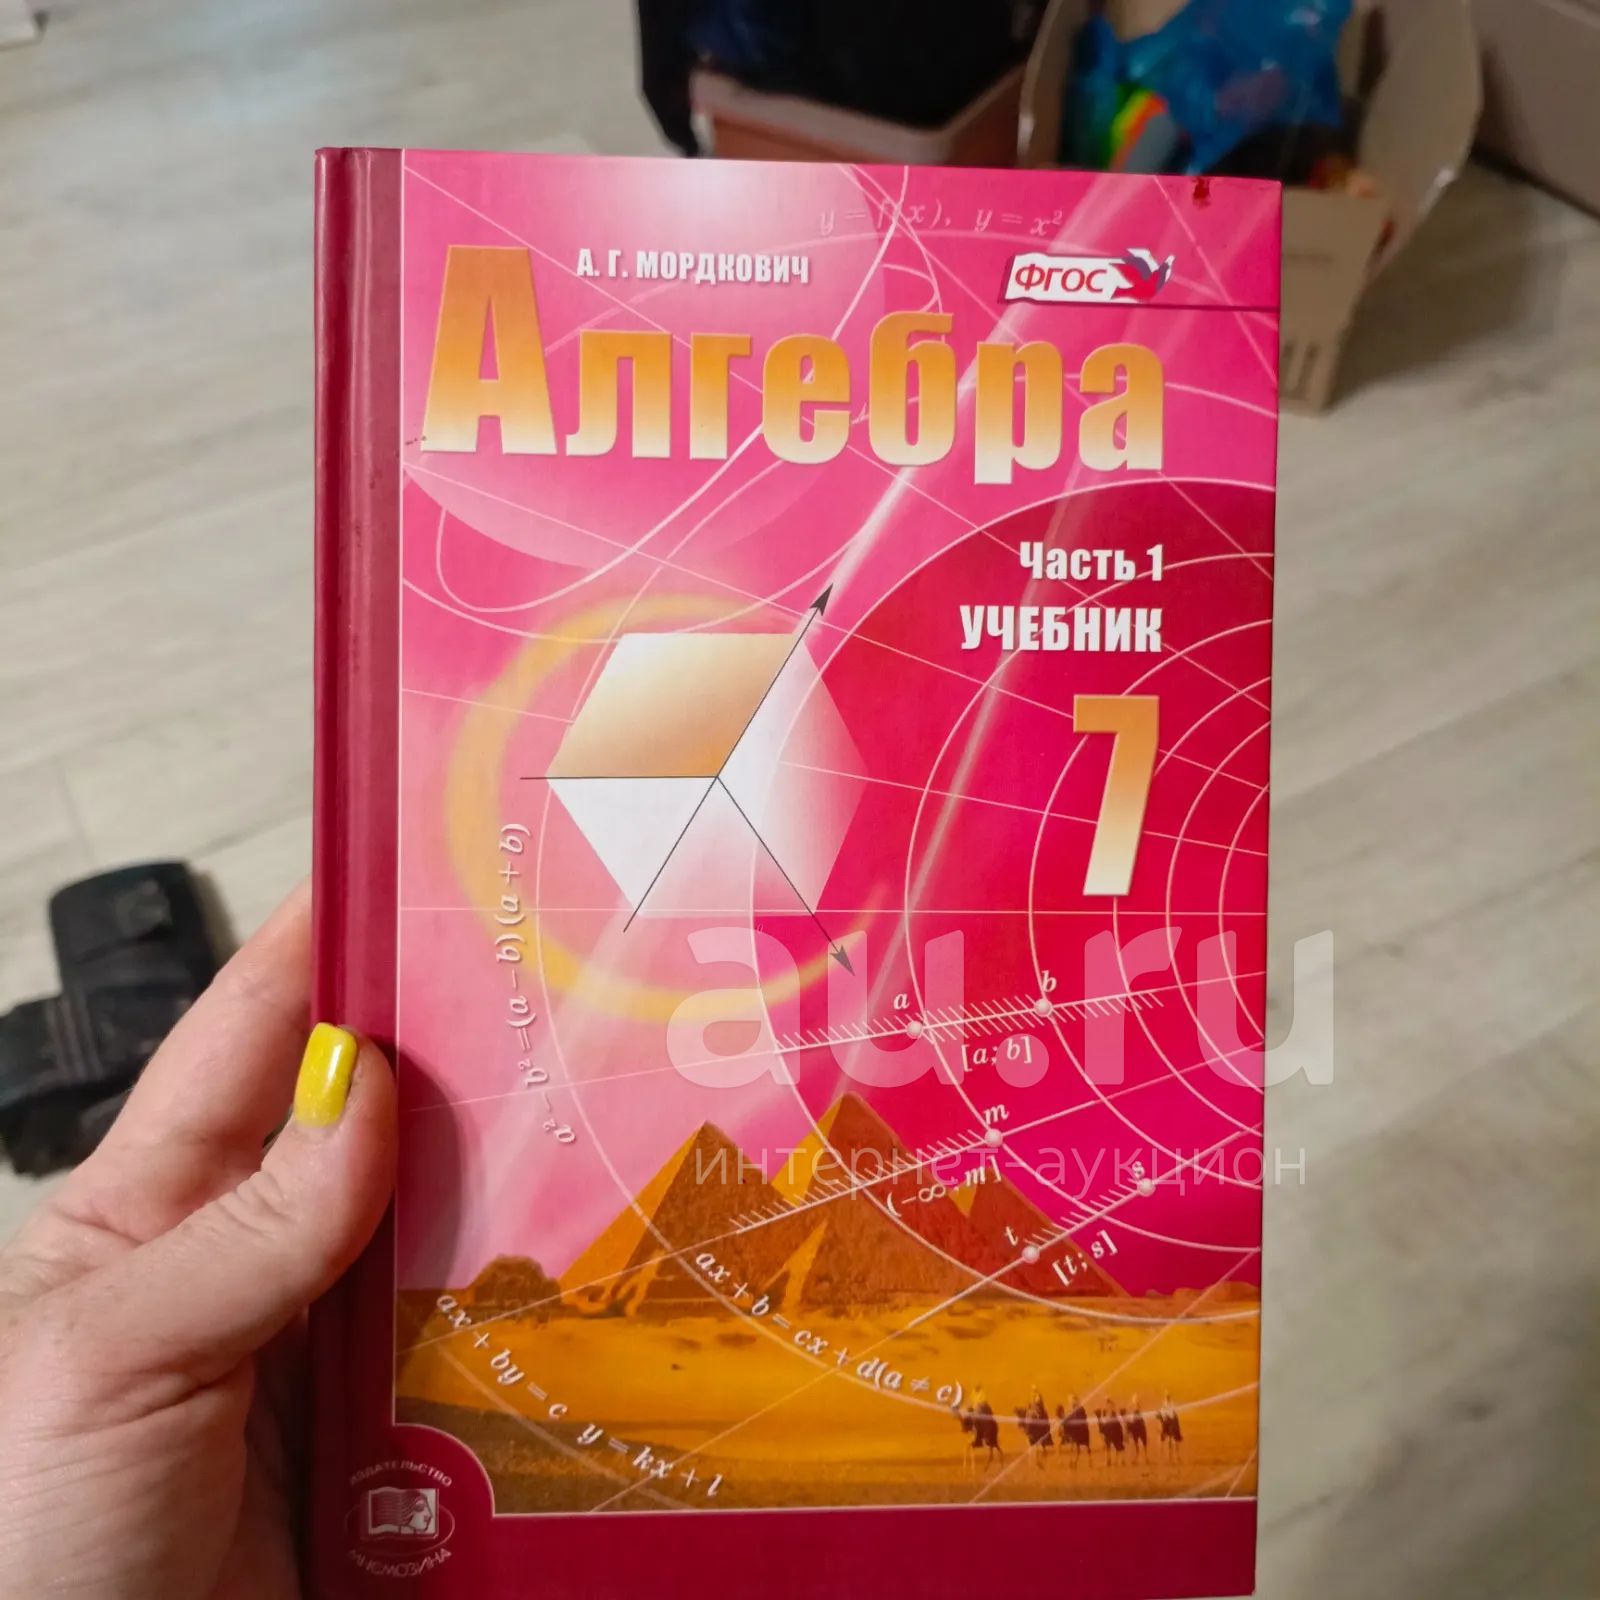 y = f(x), y = x²
А. Г. МОРДКОВИЧ
ФГОС
Алгебра
Часть 1
УЧЕБНИК
7
a² − b² =(a − b)(a + b)
a
b
[a; b]
au.ru
интернет-аукцион
m
(−∞; m]
s
t
[t; s]
ax + b = cx + d(a ≠ c)
ax + by = c
y = kx + l
ИЗДАТЕЛЬСТВО
МНЕМОЗИНА